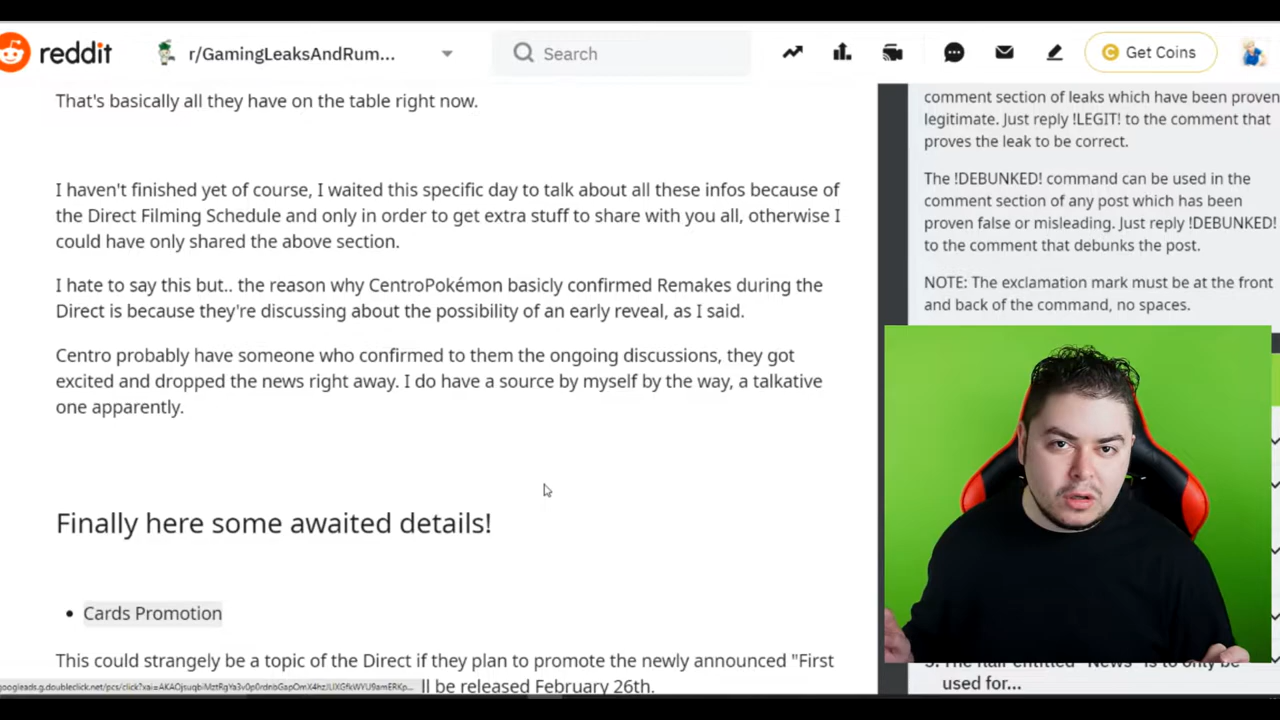 reddit r/GamingLeaksAndRum... Search Get Coins
That's basically all they have on the table right now.
I haven't finished yet of course, I waited this specific day to talk about all these infos because of
the Direct Filming Schedule and only in order to get extra stuff to share with you all, otherwise I
could have only shared the above section.
I hate to say this but.. the reason why CentroPokémon basicly confirmed Remakes during the
Direct is because they're discussing about the possibility of an early reveal, as I said.
Centro probably have someone who confirmed to them the ongoing discussions, they got
excited and dropped the news right away. I do have a source by myself by the way, a talkative
one apparently.
Finally here some awaited details!
• Cards Promotion
This could strangely be a topic of the Direct if they plan to promote the newly announced "First
ll be released February 26th.
comment section of leaks which have been proven
legitimate. Just reply !LEGIT! to the comment that
proves the leak to be correct.
The !DEBUNKED! command can be used in the
comment section of any post which has been
proven false or misleading. Just reply !DEBUNKED!
to the comment that debunks the post.
NOTE: The exclamation mark must be at the front
and back of the command, no spaces.
used for...